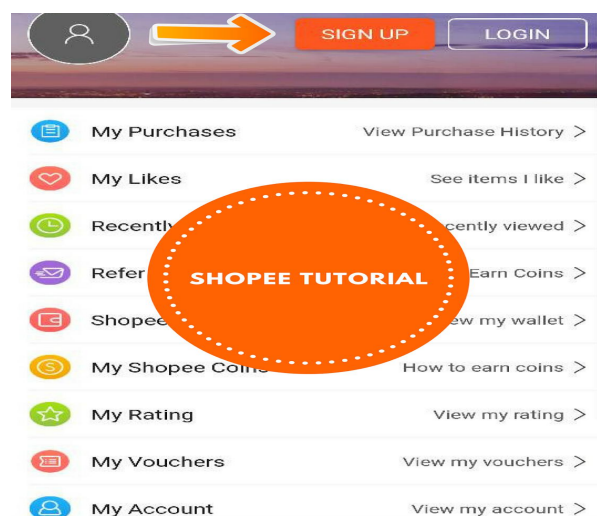 SIGN UP LOGIN
My Purchases View Purchase History >
My Likes See items I like >
Recently cently viewed >
Refer Earn Coins >
SHOPEE TUTORIAL
Shopee ew my wallet >
My Shopee Coins How to earn coins >
My Rating View my rating >
My Vouchers View my vouchers >
My Account View my account >